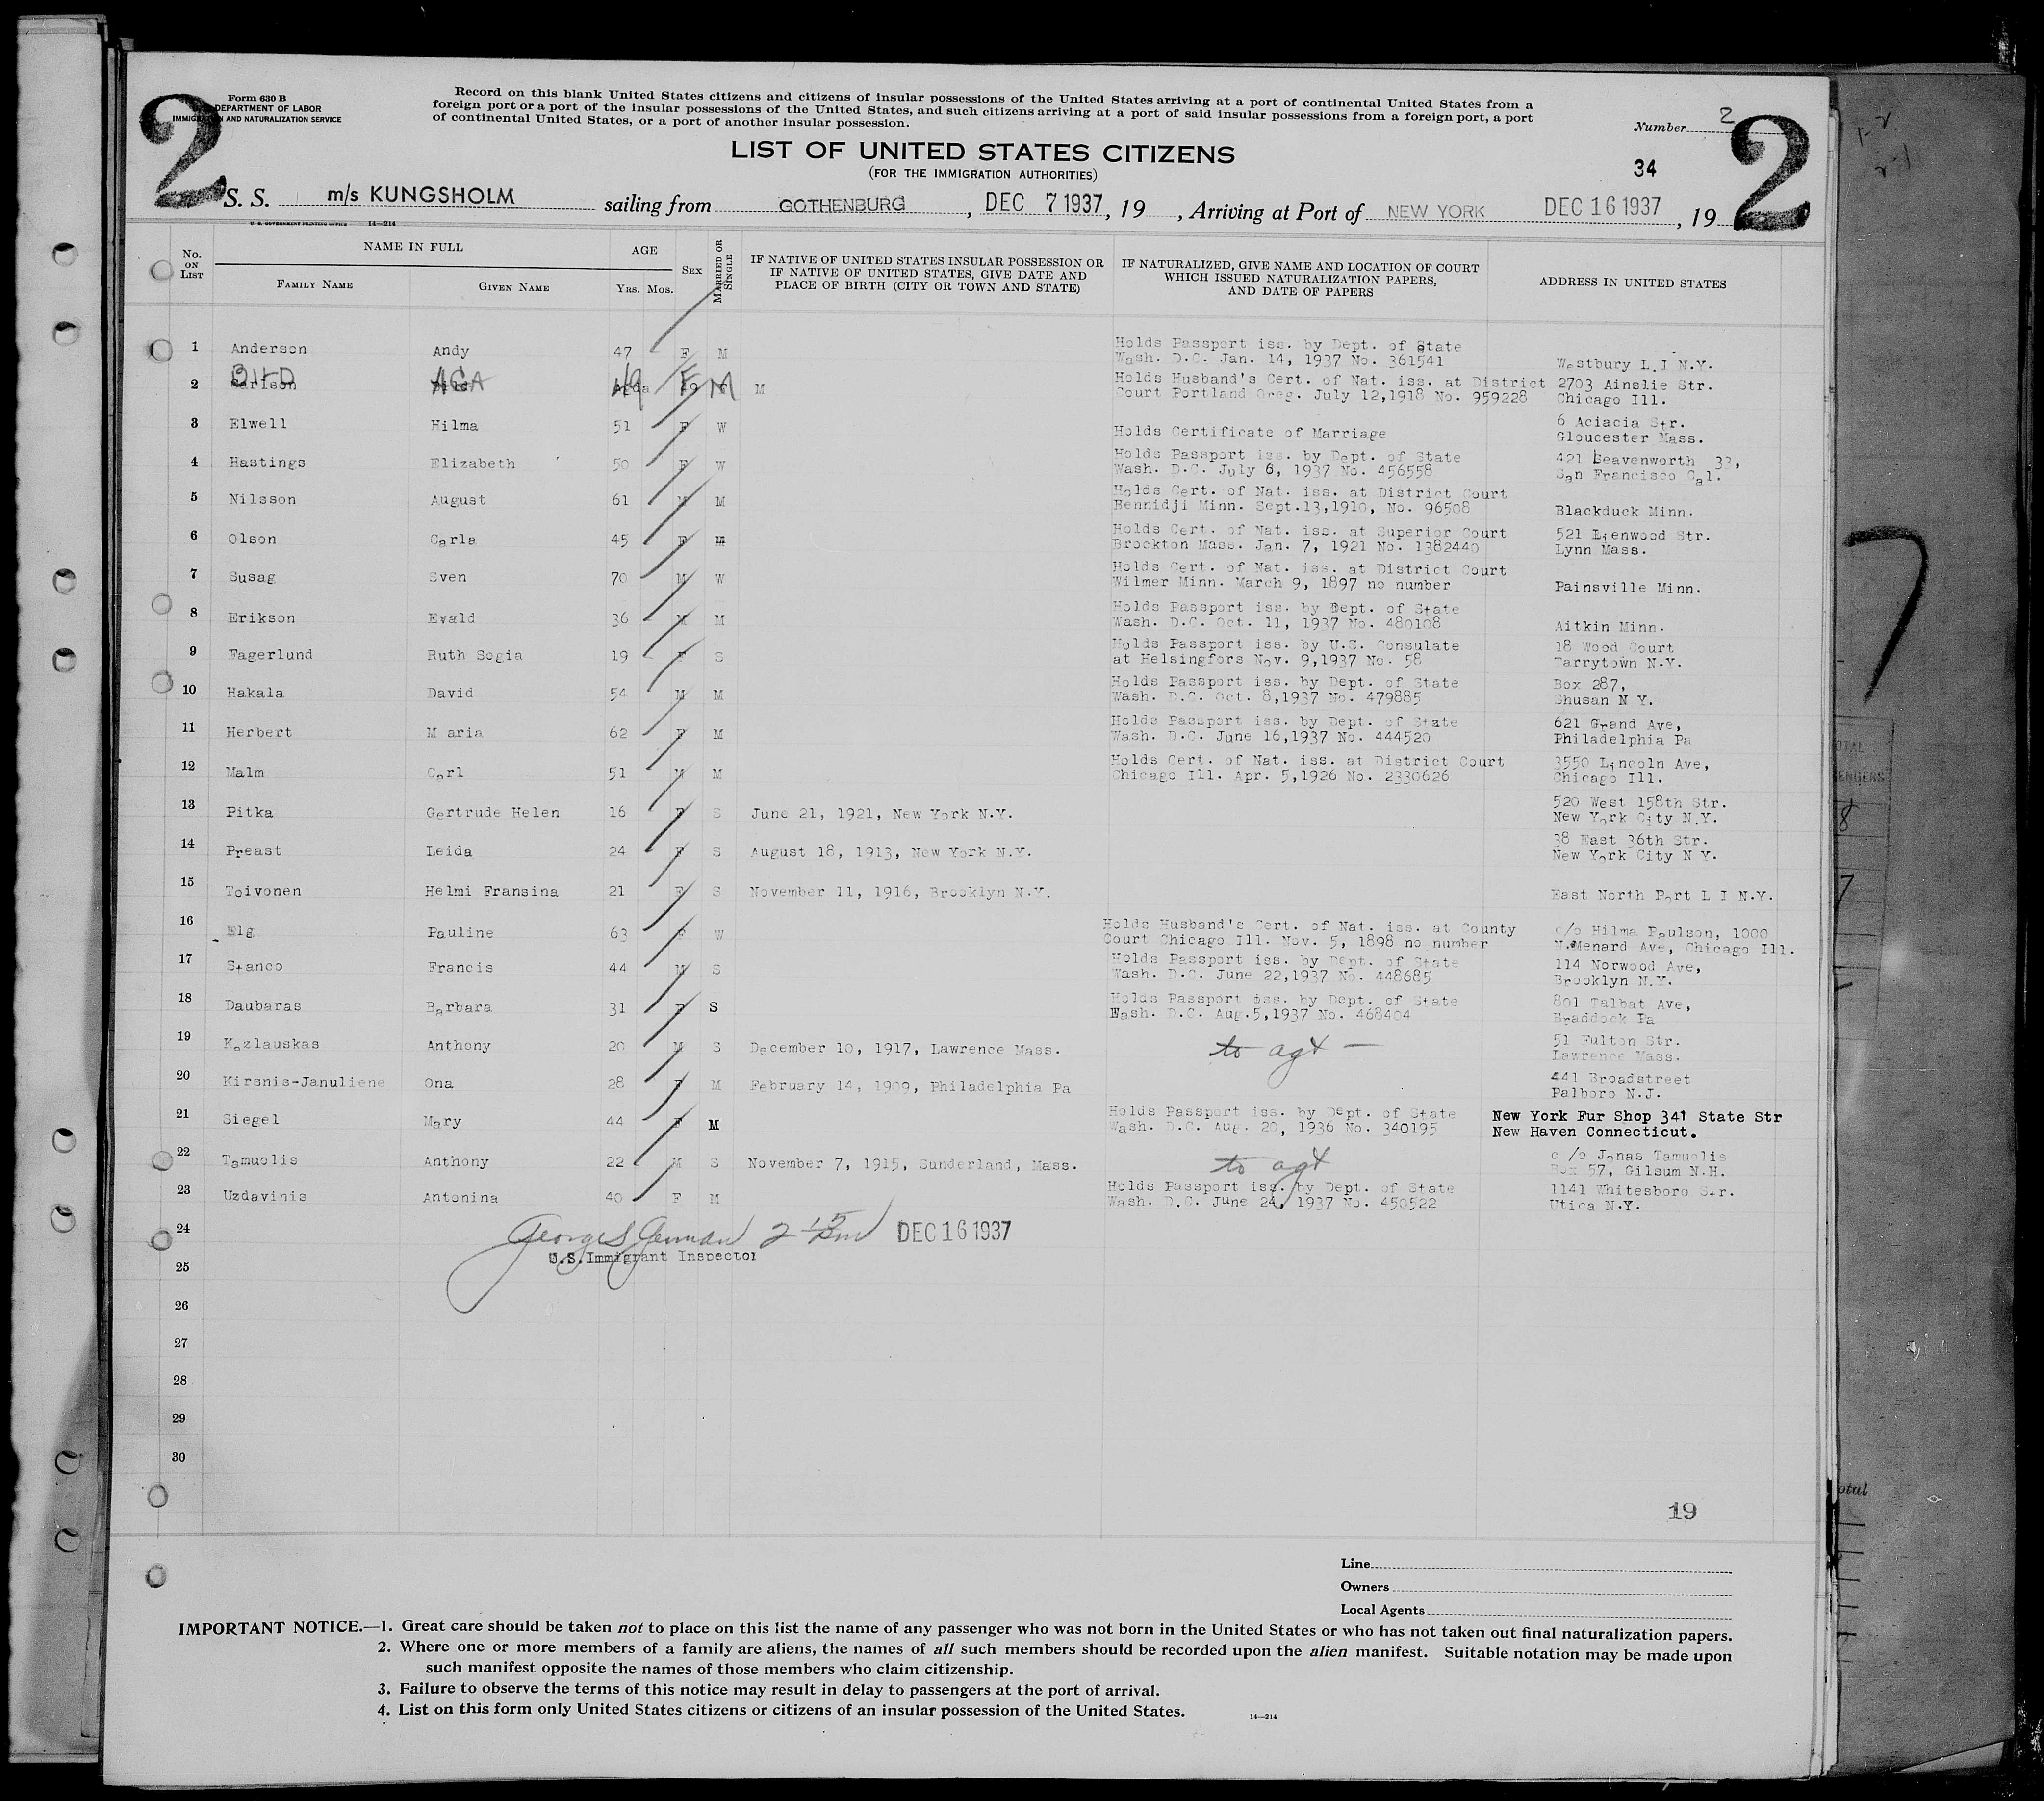 2
Form 630 B
DEPARTMENT OF LABOR
IMMIGRATION AND NATURALIZATION SERVICE
Record on this blank United States citizens and citizens of insular possessions of the United States arriving at a port of continental United States from a
foreign port or a port of the insular possessions of the United States, and such citizens arriving at a port of said insular possessions from a foreign port, a port
of continental United States, or a port of another insular possession.
Number 2
2
LIST OF UNITED STATES CITIZENS
(FOR THE IMMIGRATION AUTHORITIES)
34
S. S. m/s KUNGSHOLM sailing from GOTHENBURG, DEC 7 1937, 19 , Arriving at Port of NEW YORK DEC 16 1937, 19
U. S. GOVERNMENT PRINTING OFFICE 14—214
No. ON LIST
NAME IN FULL
FAMILY NAME GIVEN NAME
AGE
YRS. MOS.
SEX
MARRIED OR SINGLE
IF NATIVE OF UNITED STATES INSULAR POSSESSION OR
IF NATIVE OF UNITED STATES, GIVE DATE AND
PLACE OF BIRTH (CITY OR TOWN AND STATE)
IF NATURALIZED, GIVE NAME AND LOCATION OF COURT
WHICH ISSUED NATURALIZATION PAPERS,
AND DATE OF PAPERS
ADDRESS IN UNITED STATES
1 Anderson Andy 47 F M Holds Passport iss. by Dept. of State
Wash. D.C. Jan. 14, 1937 No. 361541 Westbury L I N.Y.
2 49 F M M Holds Husband's Cert. of Nat. iss. at District 2703 Ainslie Str.
Court Portland Oreg. July 12,1918 No. 959228 Chicago Ill.
3 Elwell Hilma 51 F W Holds Certificate of Marriage 6 Aciacia Str.
Gloucester Mass.
4 Hastings Elizabeth 50 F W Holds Passport iss. by Dept. of State 421 Leavenworth 33,
Wash. D.C. July 6, 1937 No. 456558 San Francisco Cal.
5 Nilsson August 61 M M Holds Cert. of Nat. iss. at District Court
Bennidji Minn. Sept.13,1910, No. 96508 Blackduck Minn.
6 Olson Carla 45 F M Holds Cert. of Nat. iss. at Superior Court 521 Lienwood Str.
Brockton Mass. Jan. 7, 1921 No. 1382440 Lynn Mass.
7 Susag Sven 70 M W Holds Cert. of Nat. iss. at District Court
Wilmer Minn. March 9, 1897 no number Painsville Minn.
8 Erikson Evald 36 M M Holds Passport iss. by Dept. of State
Wash. D.C. Oct. 11, 1937 No. 480108 Aitkin Minn.
9 Fagerlund Ruth Sogia 19 F S Holds Passport iss. by U.S. Consulate 18 Wood Court
at Helsingfors Nov. 9,1937 No. 58 Tarrytown N.Y.
10 Hakala David 54 M M Holds Passport iss. by Dept. of State Box 287,
Wash. D.C. Oct. 8,1937 No. 479885 Shusan N Y.
11 Herbert M aria 62 F M Holds Passport iss. by Dept. of State 621 Grand Ave,
Wash. D.C. June 16,1937 No. 444520 Philadelphia Pa
12 Malm Carl 51 M M Holds Cert. of Nat. iss. at District Court 3550 Lincoln Ave,
Chicago Ill. Apr. 5,1926 No. 2330626 Chicago Ill.
13 Pitka Gertrude Helen 16 F S June 21, 1921, New York N.Y. 520 West 158th Str.
New York City N.Y.
14 Preast Leida 24 F S August 18, 1913, New York N.Y. 38 East 36th Str.
New York City N Y.
15 Toivonen Helmi Fransina 21 F S November 11, 1916, Brooklyn N.Y. East North Port L I N.Y.
16 Elg Pauline 63 F W Holds Husband's Cert. of Nat. iss. at County c/o Hilma Paulson, 1000
Court Chicago Ill. Nov. 5, 1898 no number N.Menard Ave, Chicago Ill.
17 Stanco Francis 44 M S Holds Passport iss. by Dept. of State 114 Norwood Ave,
Wash. D.C. June 22,1937 No. 448685 Brooklyn N.Y.
18 Daubaras Barbara 31 F S Holds Passport iss. by Dept. of State 801 Talbat Ave,
Wash. D.C. Aug.5,1937 No. 468404 Braddock Pa
19 Kazlauskas Anthony 20 M S December 10, 1917, Lawrence Mass. to agt — 51 Fulton Str.
Lawrence Mass.
20 Kirsnis-Januliene Ona 28 F M February 14, 1909, Philadelphia Pa 441 Broadstreet
Palboro N.J.
21 Siegel Mary 44 F M Holds Passport iss. by Dept. of State New York Fur Shop 341 State Str
Wash. D.C. Aug. 20, 1936 No. 340195 New Haven Connecticut.
22 Tamuolis Anthony 22 M S November 7, 1915, Sunderland, Mass. to agt c /o Jonas Tamuolis
Box 57, Gilsum N.H.
23 Uzdavinis Antonina 40 F M Holds Passport iss. by Dept. of State 1141 Whitesboro Str.
Wash. D.C. June 24, 1937 No. 450522 Utica N.Y.
24 DEC 16 1937
U.S.Immigrant Inspector
25
26
27
28
29
30
19
Line
Owners
Local Agents
IMPORTANT NOTICE.—1. Great care should be taken not to place on this list the name of any passenger who was not born in the United States or who has not taken out final naturalization papers.
2. Where one or more members of a family are aliens, the names of all such members should be recorded upon the alien manifest. Suitable notation may be made upon
such manifest opposite the names of those members who claim citizenship.
3. Failure to observe the terms of this notice may result in delay to passengers at the port of arrival.
4. List on this form only United States citizens or citizens of an insular possession of the United States.
14—214